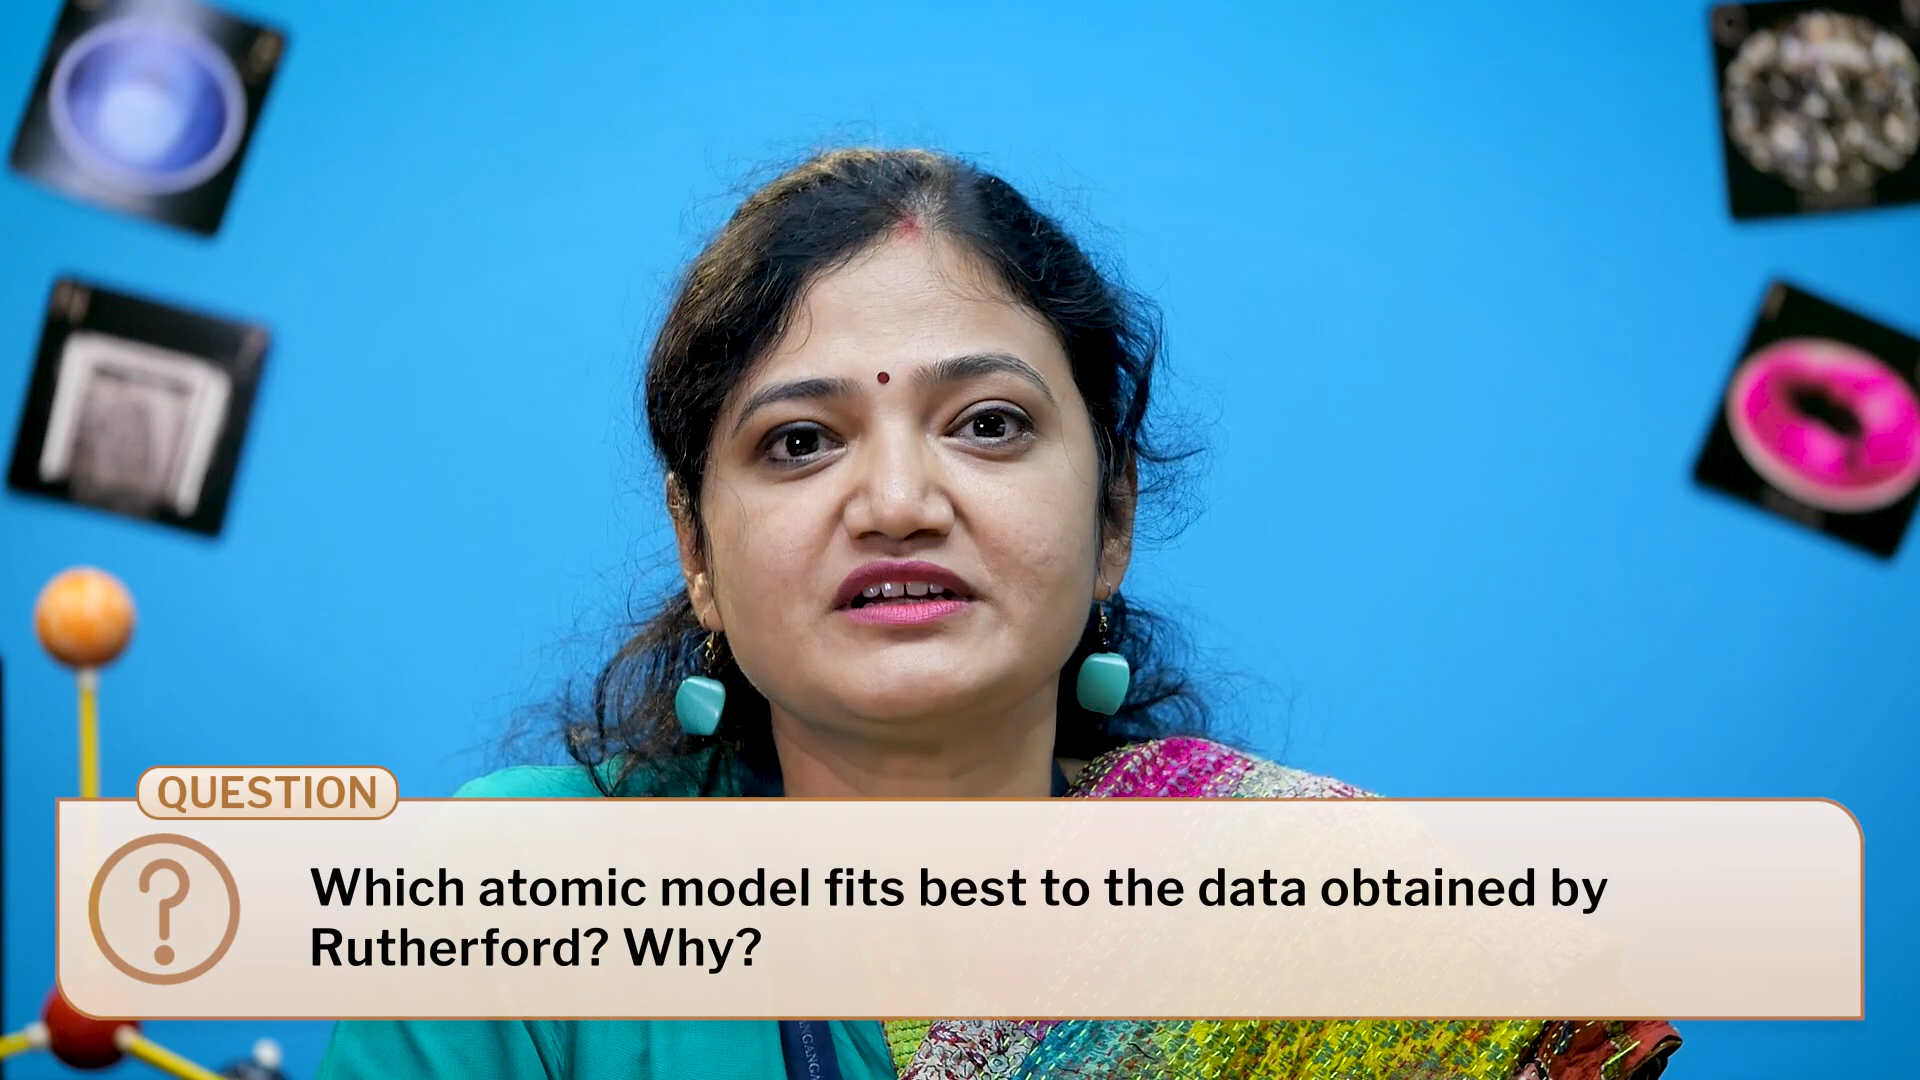 QUESTION
Which atomic model fits best to the data obtained by
Rutherford? Why?